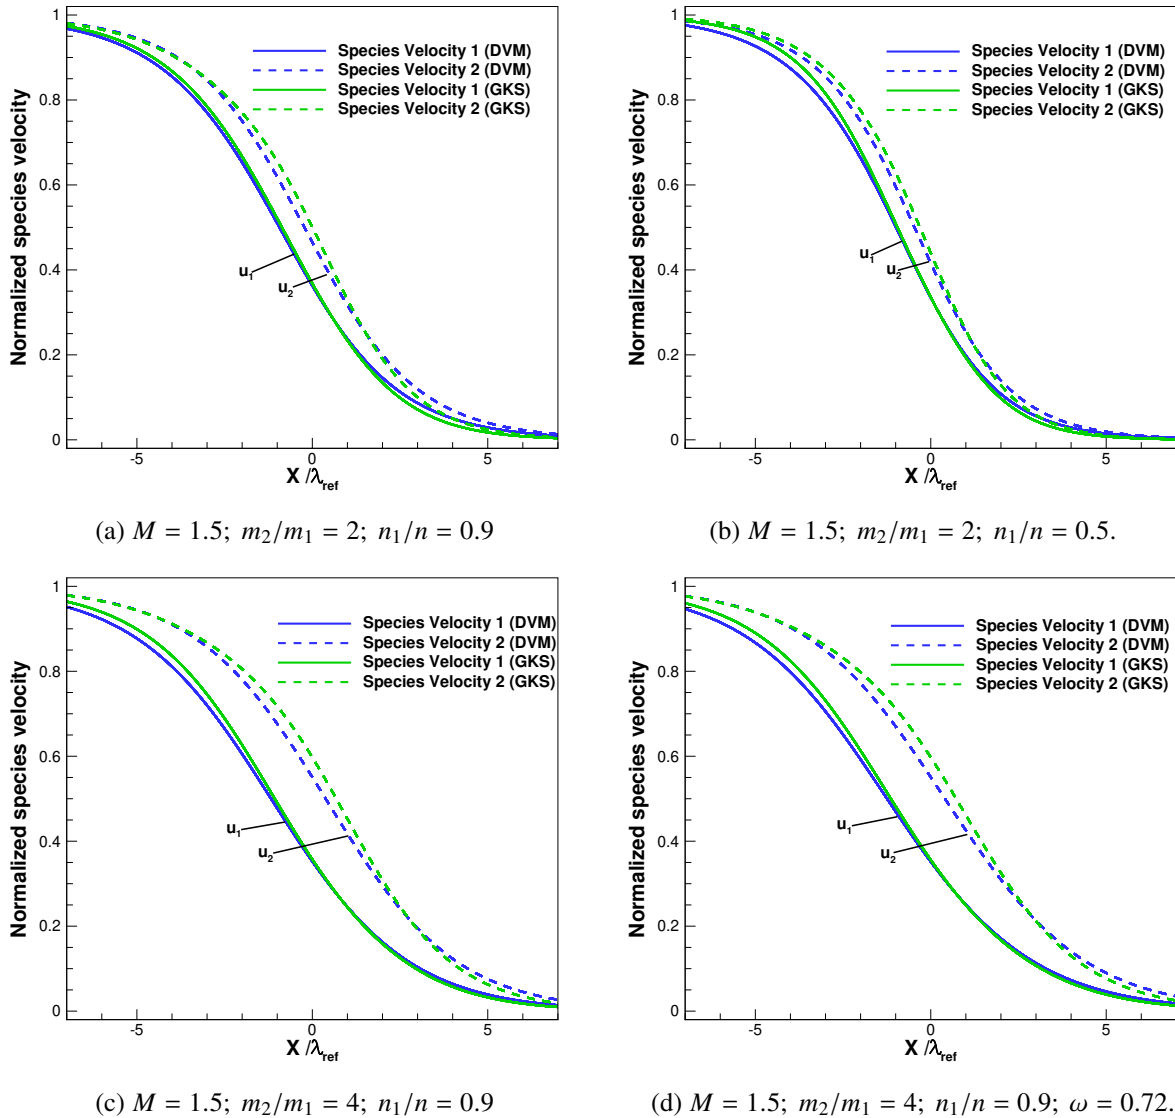 Normalized species velocity
1
0.8
0.6
0.4
0.2
0
Species Velocity 1 (DVM)
Species Velocity 2 (DVM)
Species Velocity 1 (GKS)
Species Velocity 2 (GKS)
u1
u2
-5 0 5
X /λref
(a) M = 1.5; m2/m1 = 2; n1/n = 0.9
Normalized species velocity
1
0.8
0.6
0.4
0.2
0
Species Velocity 1 (DVM)
Species Velocity 2 (DVM)
Species Velocity 1 (GKS)
Species Velocity 2 (GKS)
u1
u2
-5 0 5
X /λref
(b) M = 1.5; m2/m1 = 2; n1/n = 0.5.
Normalized species velocity
1
0.8
0.6
0.4
0.2
0
Species Velocity 1 (DVM)
Species Velocity 2 (DVM)
Species Velocity 1 (GKS)
Species Velocity 2 (GKS)
u1
u2
-5 0 5
X /λref
(c) M = 1.5; m2/m1 = 4; n1/n = 0.9
Normalized species velocity
1
0.8
0.6
0.4
0.2
0
Species Velocity 1 (DVM)
Species Velocity 2 (DVM)
Species Velocity 1 (GKS)
Species Velocity 2 (GKS)
u1
u2
-5 0 5
X /λref
(d) M = 1.5; m2/m1 = 4; n1/n = 0.9; ω = 0.72